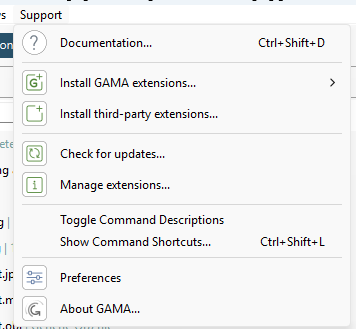 Support
Documentation... Ctrl+Shift+D
Install GAMA extensions...
Install third-party extensions...
Check for updates...
Manage extensions...
Toggle Command Descriptions
Show Command Shortcuts... Ctrl+Shift+L
Preferences
About GAMA...